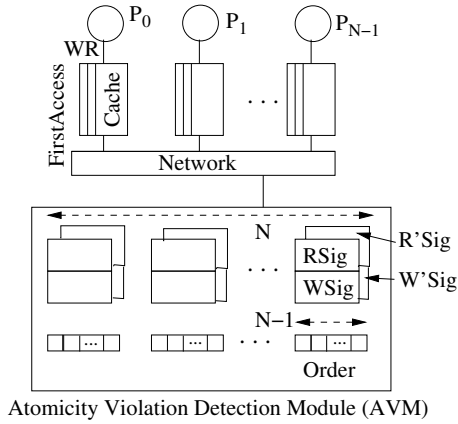 P0 P1 PN−1
WR
FirstAccess
Cache
. . .
Network
N
R'Sig
RSig
W'Sig
WSig
. . .
N−1
... ... . . . ...
Order
Atomicity Violation Detection Module (AVM)